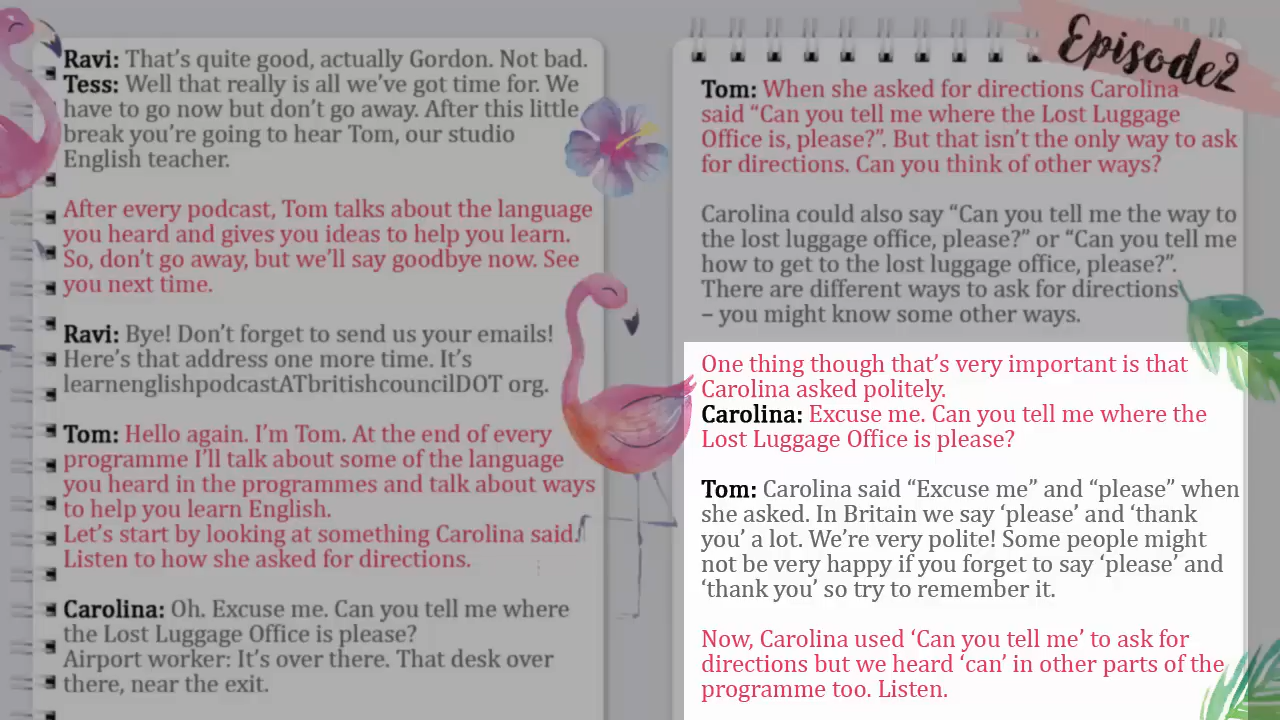 Ravi: That's quite good, actually Gordon. Not bad.
Tess: Well that really is all we've got time for. We
have to go now but don't go away. After this little
break you're going to hear Tom, our studio
English teacher.
After every podcast, Tom talks about the language
you heard and gives you ideas to help you learn.
So, don't go away, but we'll say goodbye now. See
you next time.
Ravi: Bye! Don't forget to send us your emails!
Here's that address one more time. It's
learnenglishpodcastATbritishcouncilDOT org.
Tom: Hello again. I'm Tom. At the end of every
programme I'll talk about some of the language
you heard in the programmes and talk about ways
to help you learn English.
Let's start by looking at something Carolina said.
Listen to how she asked for directions.
Carolina: Oh. Excuse me. Can you tell me where
the Lost Luggage Office is please?
Airport worker: It's over there. That desk over
there, near the exit.
Episode2
Tom: When she asked for directions Carolina
said “Can you tell me where the Lost Luggage
Office is, please?”. But that isn't the only way to ask
for directions. Can you think of other ways?
Carolina could also say “Can you tell me the way to
the lost luggage office, please?” or “Can you tell me
how to get to the lost luggage office, please?”.
There are different ways to ask for directions
– you might know some other ways.
One thing though that's very important is that
Carolina asked politely.
Carolina: Excuse me. Can you tell me where the
Lost Luggage Office is please?
Tom: Carolina said “Excuse me” and “please” when
she asked. In Britain we say ‘please’ and ‘thank
you’ a lot. We're very polite! Some people might
not be very happy if you forget to say ‘please’ and
‘thank you’ so try to remember it.
Now, Carolina used ‘Can you tell me’ to ask for
directions but we heard ‘can’ in other parts of the
programme too. Listen.